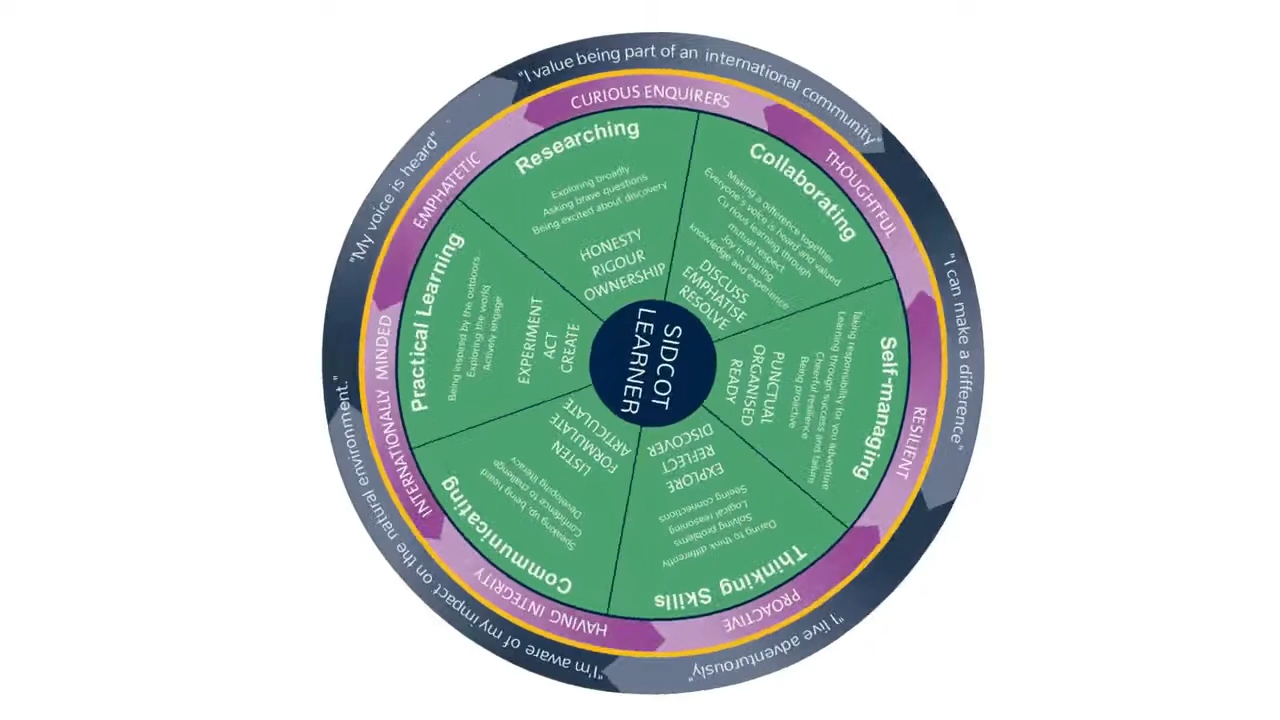 "I value being part of an international community"
"I can make a difference"
"I live adventurously"
"I'm aware of my impact on the natural environment."
"My voice is heard"
CURIOUS ENQUIRERS
THOUGHTFUL
RESILIENT
PROACTIVE
HAVING INTEGRITY
INTERNATIONALLY MINDED
EMPHATETIC
Researching
Exploring broadly
Asking brave questions
Being excited about discovery
HONESTY
RIGOUR
OWNERSHIP
Collaborating
Making a difference together
Everyone's voice is heard and valued
Curious learning through
mutual respect
Joy in sharing
knowledge and experience
DISCUSS
EMPHATISE
RESOLVE
Self-managing
Taking responsibility for you adventure
Learning through success and failure
Cheerful resilience
Being proactive
PUNCTUAL
ORGANISED
READY
Thinking Skills
Daring to think differently
Solving problems
Logical reasoning
Seeing connections
EXPLORE
REFLECT
DISCOVER
Communicating
Speaking up, being heard
Confidence to challenge
Developing literacy
LISTEN
FORMULATE
ARTICULATE
Practical Learning
Being inspired by the outdoors
Exploring the world
Actively engage
EXPERIMENT
ACT
CREATE
SIDCOT
LEARNER